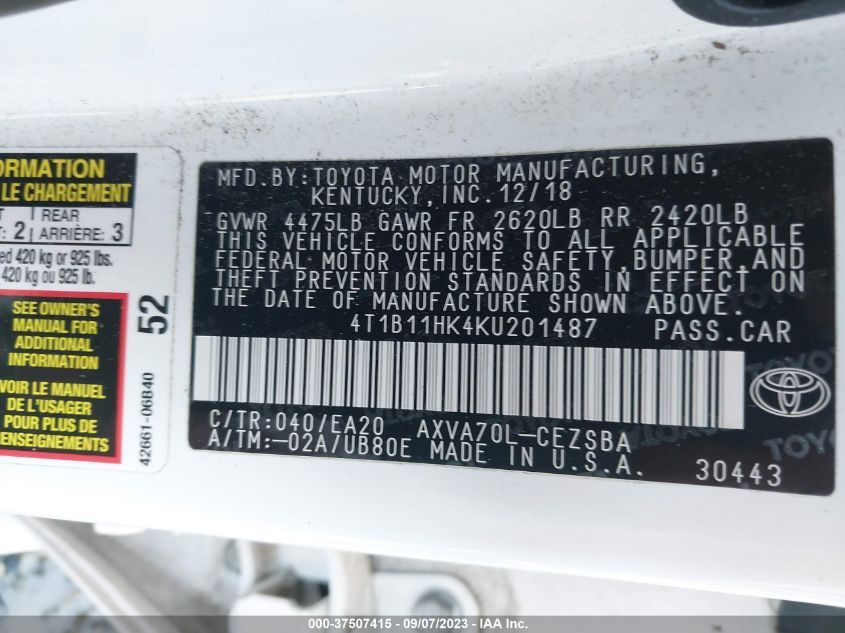 ORMATION
LE CHARGEMENT
REAR
: 2 ARRIÈRE: 3
ed 420 kg or 925 lbs.
420 kg ou 925 lb.
SEE OWNER'S
MANUAL FOR
ADDITIONAL
INFORMATION
VOIR LE MANUEL
DE L'USAGER
POUR PLUS DE
RENSEIGNEMENTS
52
42661-06B40
MFD.BY:TOYOTA MOTOR MANUFACTURING,
KENTUCKY,INC.12/18
GVWR 4475LB GAWR FR 2620LB RR 2420LB
THIS VEHICLE CONFORMS TO ALL APPLICABLE
FEDERAL MOTOR VEHICLE SAFETY,BUMPER,AND
THEFT PREVENTION STANDARDS IN EFFECT ON
THE DATE OF MANUFACTURE SHOWN ABOVE.
4T1B11HK4KU201487 PASS.CAR
C/TR:040/EA20 AXVA70L-CEZSBA
A/TM:-02A/UB80E MADE IN U.S.A.
30443
TOYOTA
000-37507415 - 09/07/2023 - IAA, Inc.